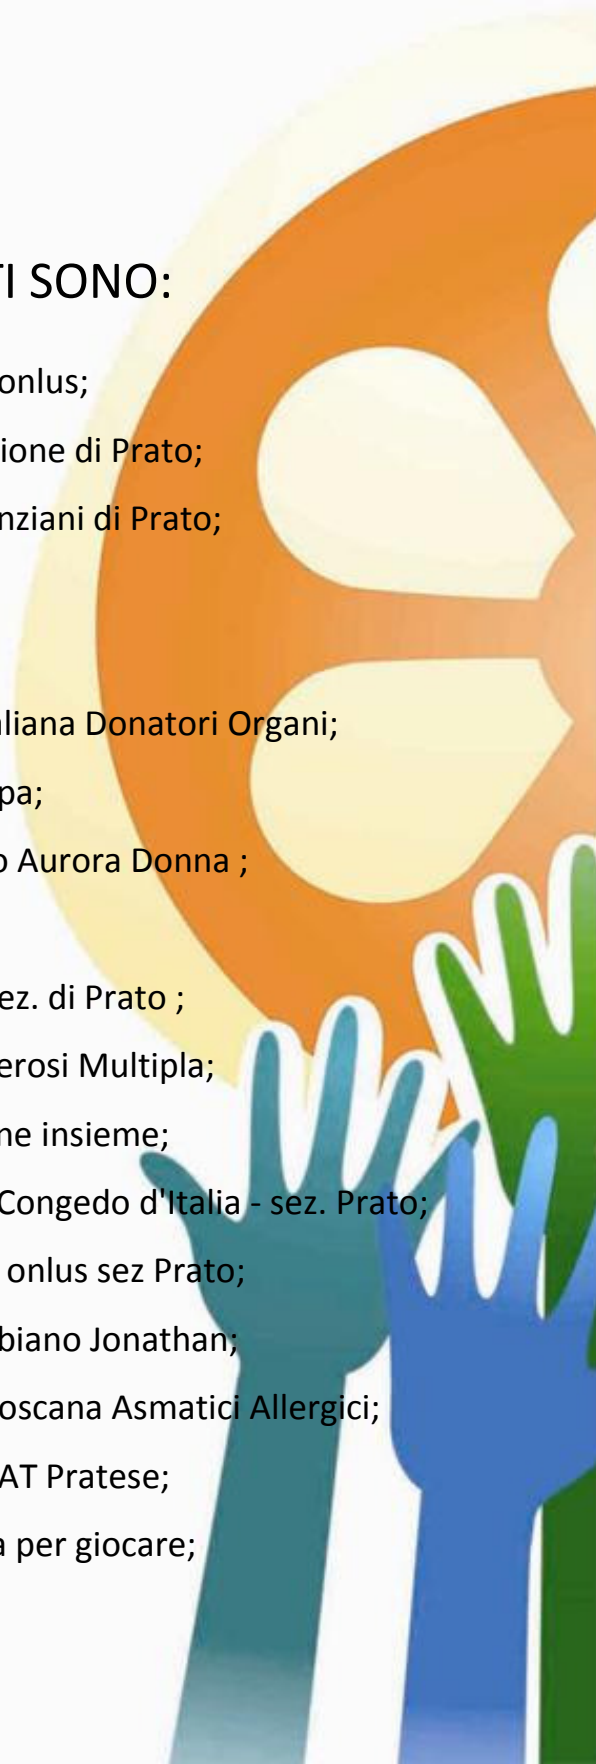 TI SONO:
onlus;
ione di Prato;
nziani di Prato;
liana Donatori Organi;
pa;
o Aurora Donna ;
ez. di Prato ;
erosi Multipla;
ne insieme;
Congedo d'Italia - sez. Prato;
onlus sez Prato;
biano Jonathan;
oscana Asmatici Allergici;
AT Pratese;
a per giocare;